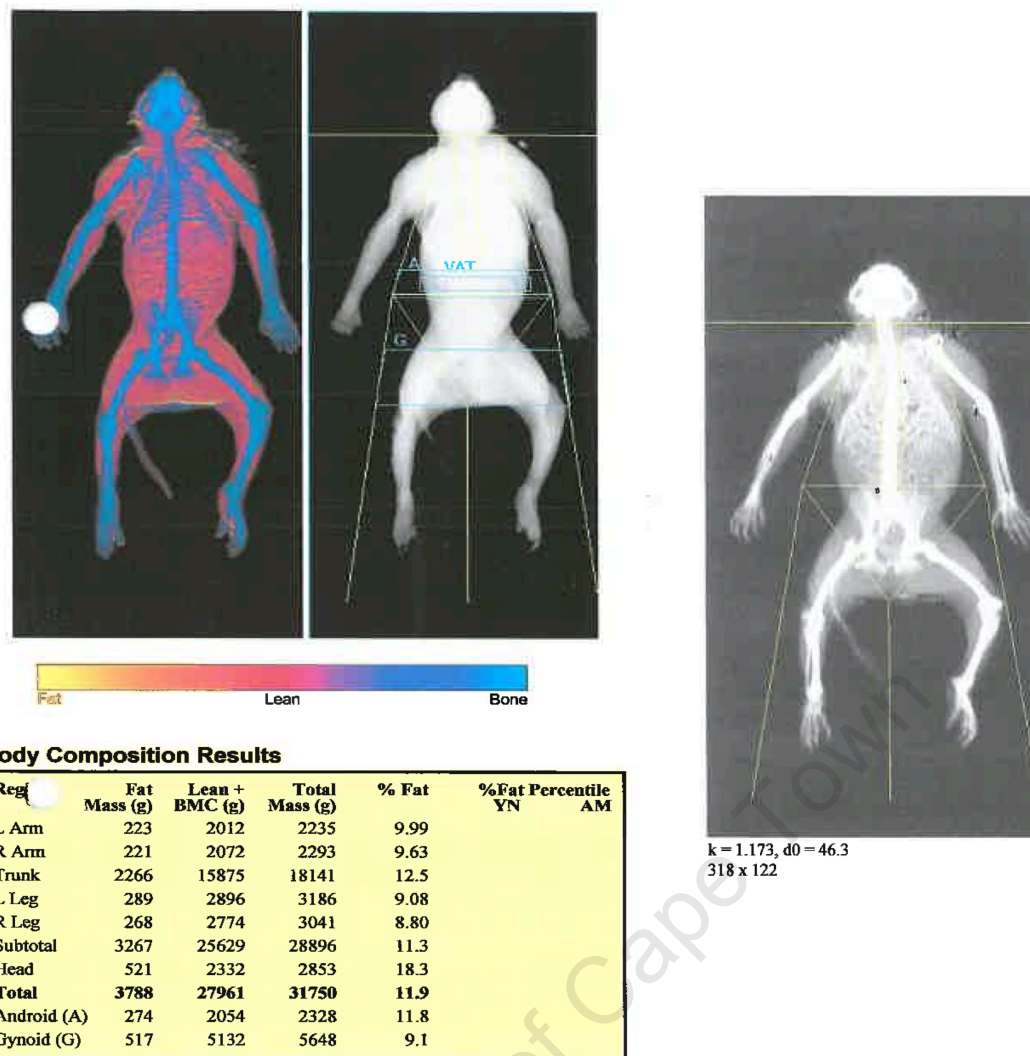 A VAT
G
Fat Lean Bone
ody Composition Results
Reg Fat Mass (g) Lean + BMC (g) Total Mass (g) % Fat %Fat Percentile YN AM
L Arm 223 2012 2235 9.99
R Arm 221 2072 2293 9.63
Trunk 2266 15875 18141 12.5
L Leg 289 2896 3186 9.08
R Leg 268 2774 3041 8.80
Subtotal 3267 25629 28896 11.3
Head 521 2332 2853 18.3
Total 3788 27961 31750 11.9
Android (A) 274 2054 2328 11.8
Gynoid (G) 517 5132 5648 9.1
k = 1.173, d0 = 46.3
318 x 122
of Cape Town